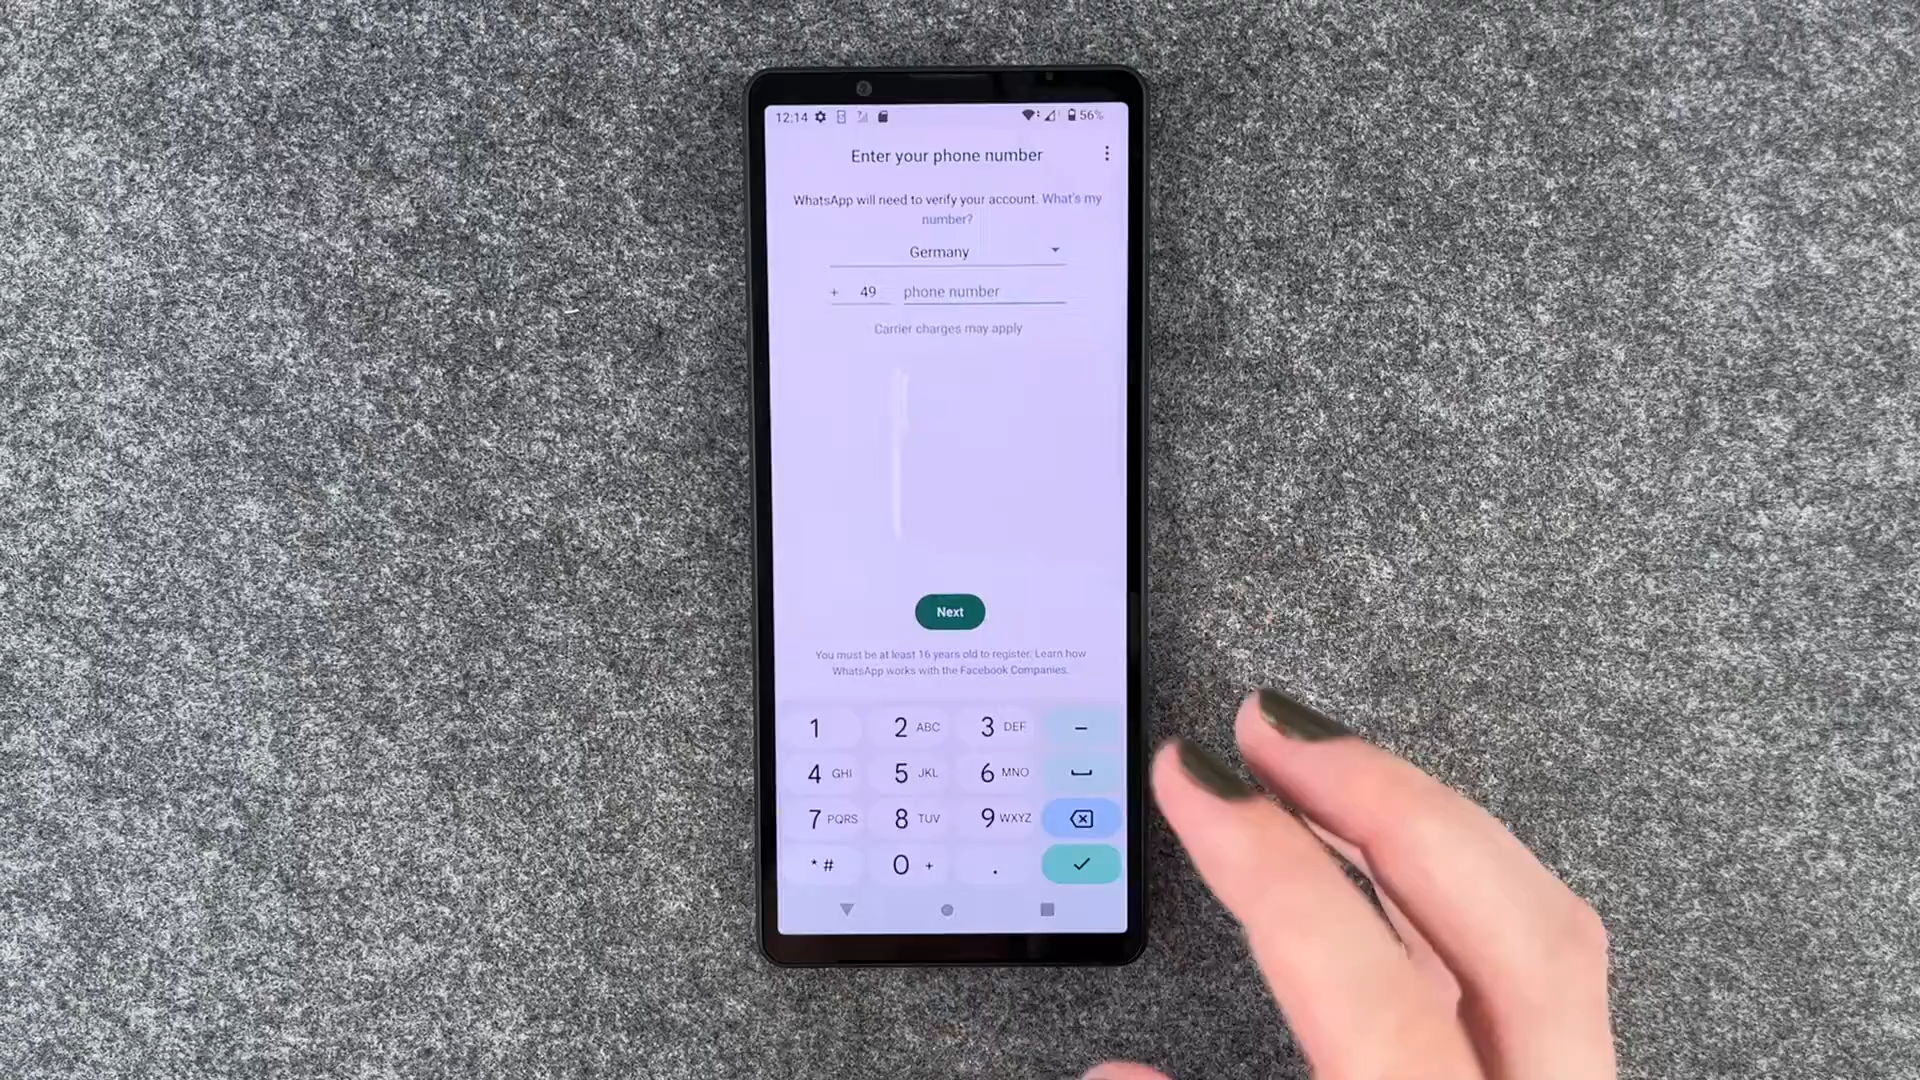 12:14 56%
Enter your phone number
WhatsApp will need to verify your account. What's my
number?
Germany
+ 49 phone number
Carrier charges may apply
Next
You must be at least 16 years old to register. Learn how
WhatsApp works with the Facebook Companies.
1 2 ABC 3 DEF –
4 GHI 5 JKL 6 MNO
7 PQRS 8 TUV 9 WXYZ
* # 0 + .